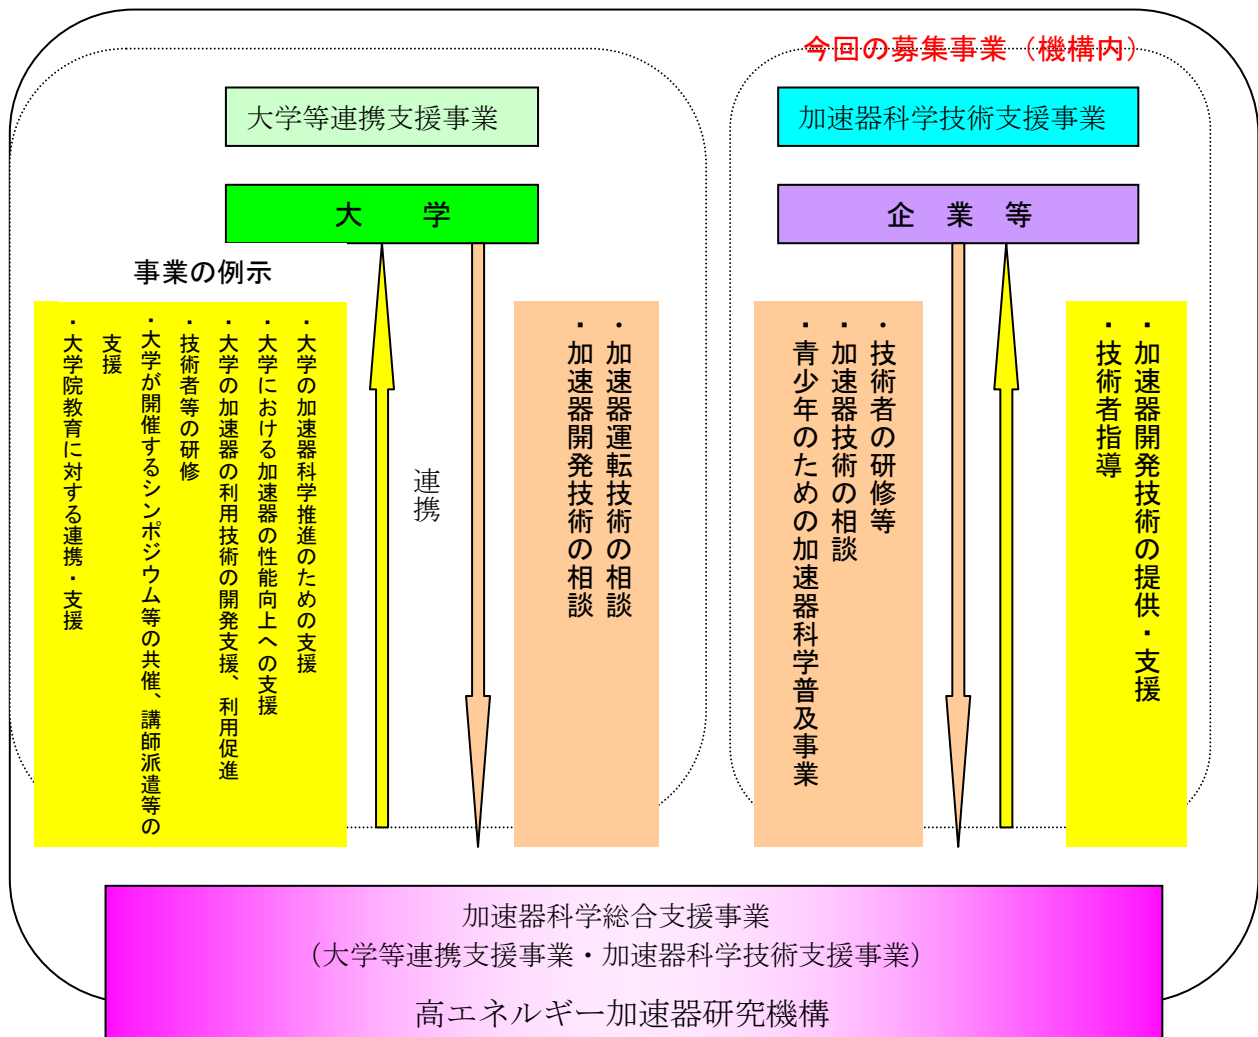 今回の募集事業（機構内）
大学等連携支援事業
加速器科学技術支援事業
大　学
企　業　等
事業の例示
・大学の加速器科学推進のための支援
・大学における加速器の性能向上への支援
・大学の加速器の利用技術の開発支援、利用促進
・技術者等の研修
・大学が開催するシンポジウム等の共催、講師派遣等の
支援
・大学院教育に対する連携・支援
連携
・加速器運転技術の相談
・加速器開発技術の相談
・技術者の研修等
・加速器技術の相談
・青少年のための加速器科学普及事業
・加速器開発技術の提供・支援
・技術者指導
加速器科学総合支援事業
（大学等連携支援事業・加速器科学技術支援事業）
高エネルギー加速器研究機構